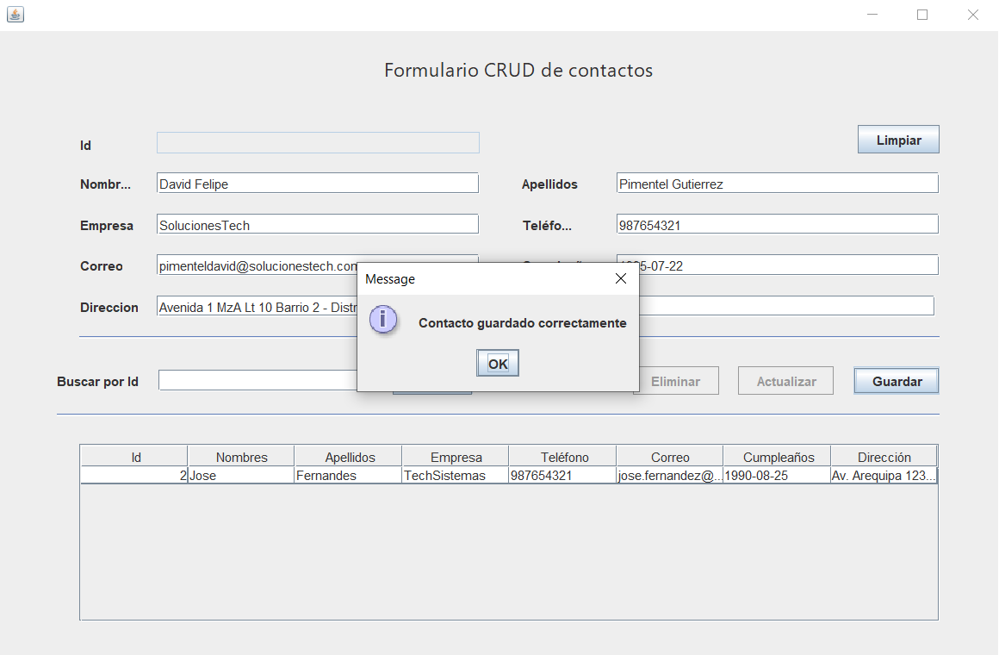 Formulario CRUD de contactos
Id
Limpiar
Nombr... David Felipe Apellidos Pimentel Gutierrez
Empresa SolucionesTech Teléfo... 987654321
Correo pimenteldavid@solucionestech.com 5-07-22
Direccion Avenida 1 MzA Lt 10 Barrio 2 - Distr
Message
Contacto guardado correctamente
OK
Buscar por Id Eliminar Actualizar Guardar
Id Nombres Apellidos Empresa Teléfono Correo Cumpleaños Dirección
2 Jose Fernandes TechSistemas 987654321 jose.fernandez@... 1990-08-25 Av. Arequipa 123...